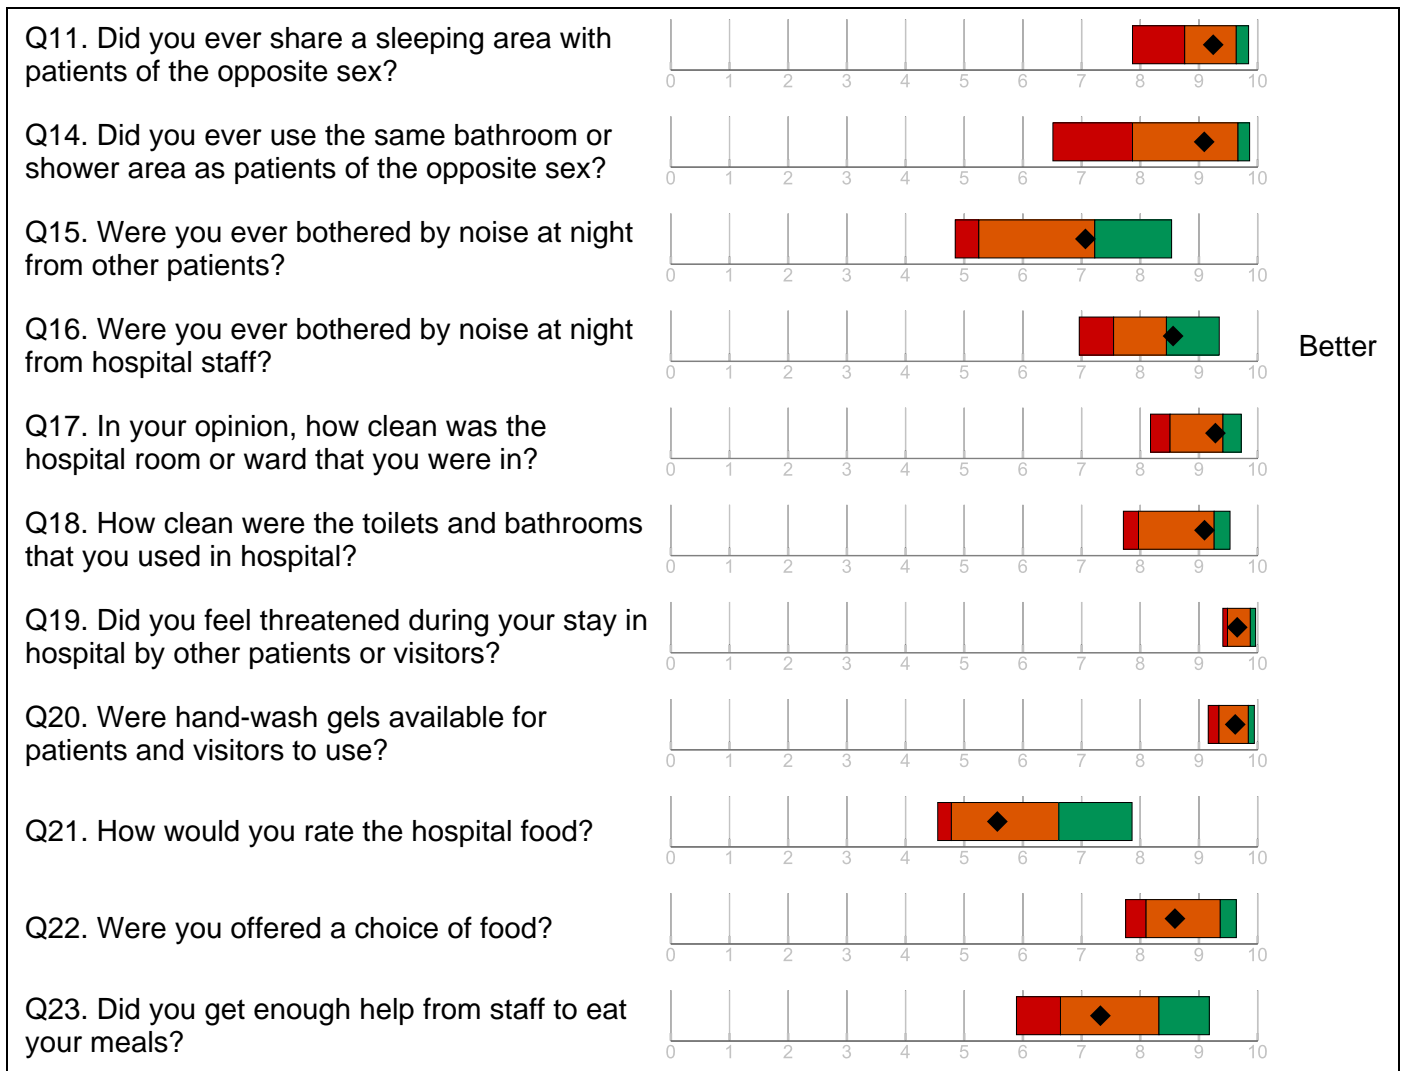 Q11. Did you ever share a sleeping area with
patients of the opposite sex?
0 1 2 3 4 5 6 7 8 9 10
Q14. Did you ever use the same bathroom or
shower area as patients of the opposite sex?
0 1 2 3 4 5 6 7 8 9 10
Q15. Were you ever bothered by noise at night
from other patients?
0 1 2 3 4 5 6 7 8 9 10
Q16. Were you ever bothered by noise at night
from hospital staff?
Better
0 1 2 3 4 5 6 7 8 9 10
Q17. In your opinion, how clean was the
hospital room or ward that you were in?
0 1 2 3 4 5 6 7 8 9 10
Q18. How clean were the toilets and bathrooms
that you used in hospital?
0 1 2 3 4 5 6 7 8 9 10
Q19. Did you feel threatened during your stay in
hospital by other patients or visitors?
0 1 2 3 4 5 6 7 8 9 10
Q20. Were hand-wash gels available for
patients and visitors to use?
0 1 2 3 4 5 6 7 8 9 10
Q21. How would you rate the hospital food?
0 1 2 3 4 5 6 7 8 9 10
Q22. Were you offered a choice of food?
0 1 2 3 4 5 6 7 8 9 10
Q23. Did you get enough help from staff to eat
your meals?
0 1 2 3 4 5 6 7 8 9 10